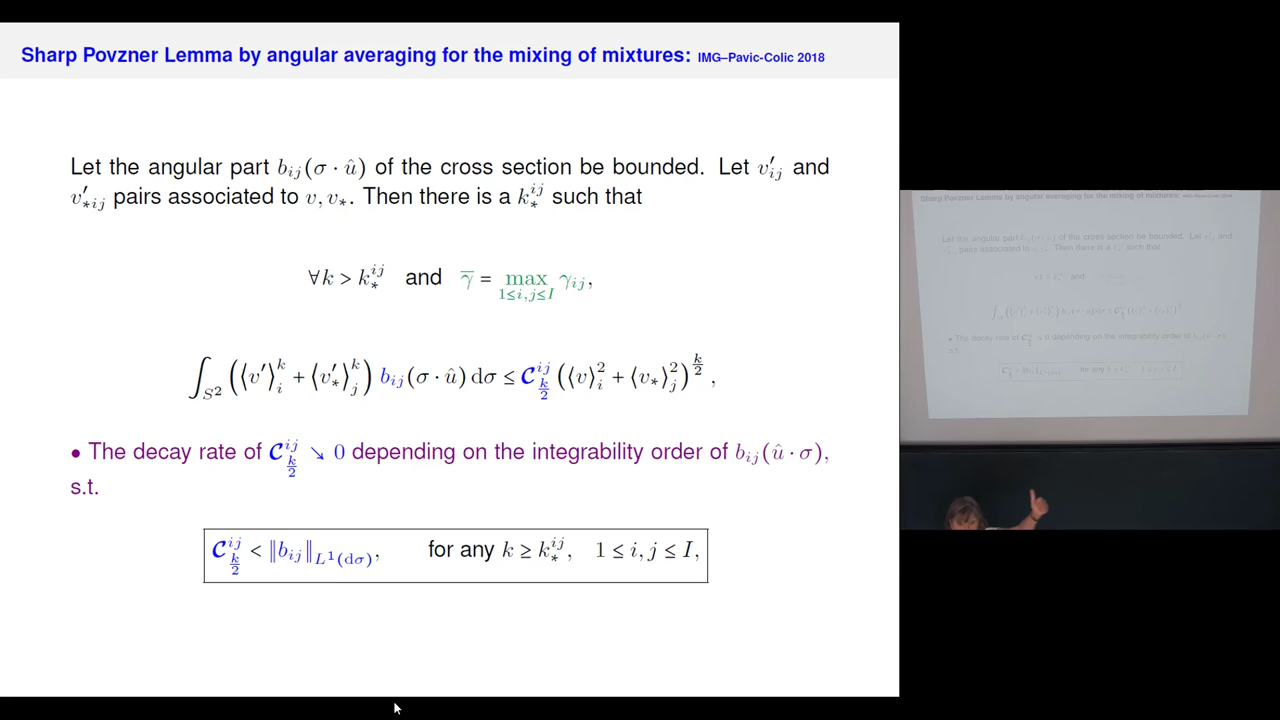 Sharp Povzner Lemma by angular averaging for the mixing of mixtures: IMG–Pavic-Colic 2018
Let the angular part b_{ij}(σ · û) of the cross section be bounded. Let v′_{ij} and
v′_{*ij} pairs associated to v, v_*. Then there is a k_*^{ij} such that
∀k > k_*^{ij} and \overline{γ} = max_{1≤i,j≤I} γ_{ij},
∫_{S^2} (⟨v′⟩_i^k + ⟨v′_*⟩_j^k) b_{ij}(σ · û) dσ ≤ 𝓒_{k/2}^{ij} (⟨v⟩_i^2 + ⟨v_*⟩_j^2)^{k/2} ,
• The decay rate of 𝓒_{k/2}^{ij} ↘ 0 depending on the integrability order of b_{ij}(û · σ),
s.t.
𝓒_{k/2}^{ij} < ‖b_{ij}‖_{L^1(dσ)}, for any k ≥ k_*^{ij}, 1 ≤ i, j ≤ I,